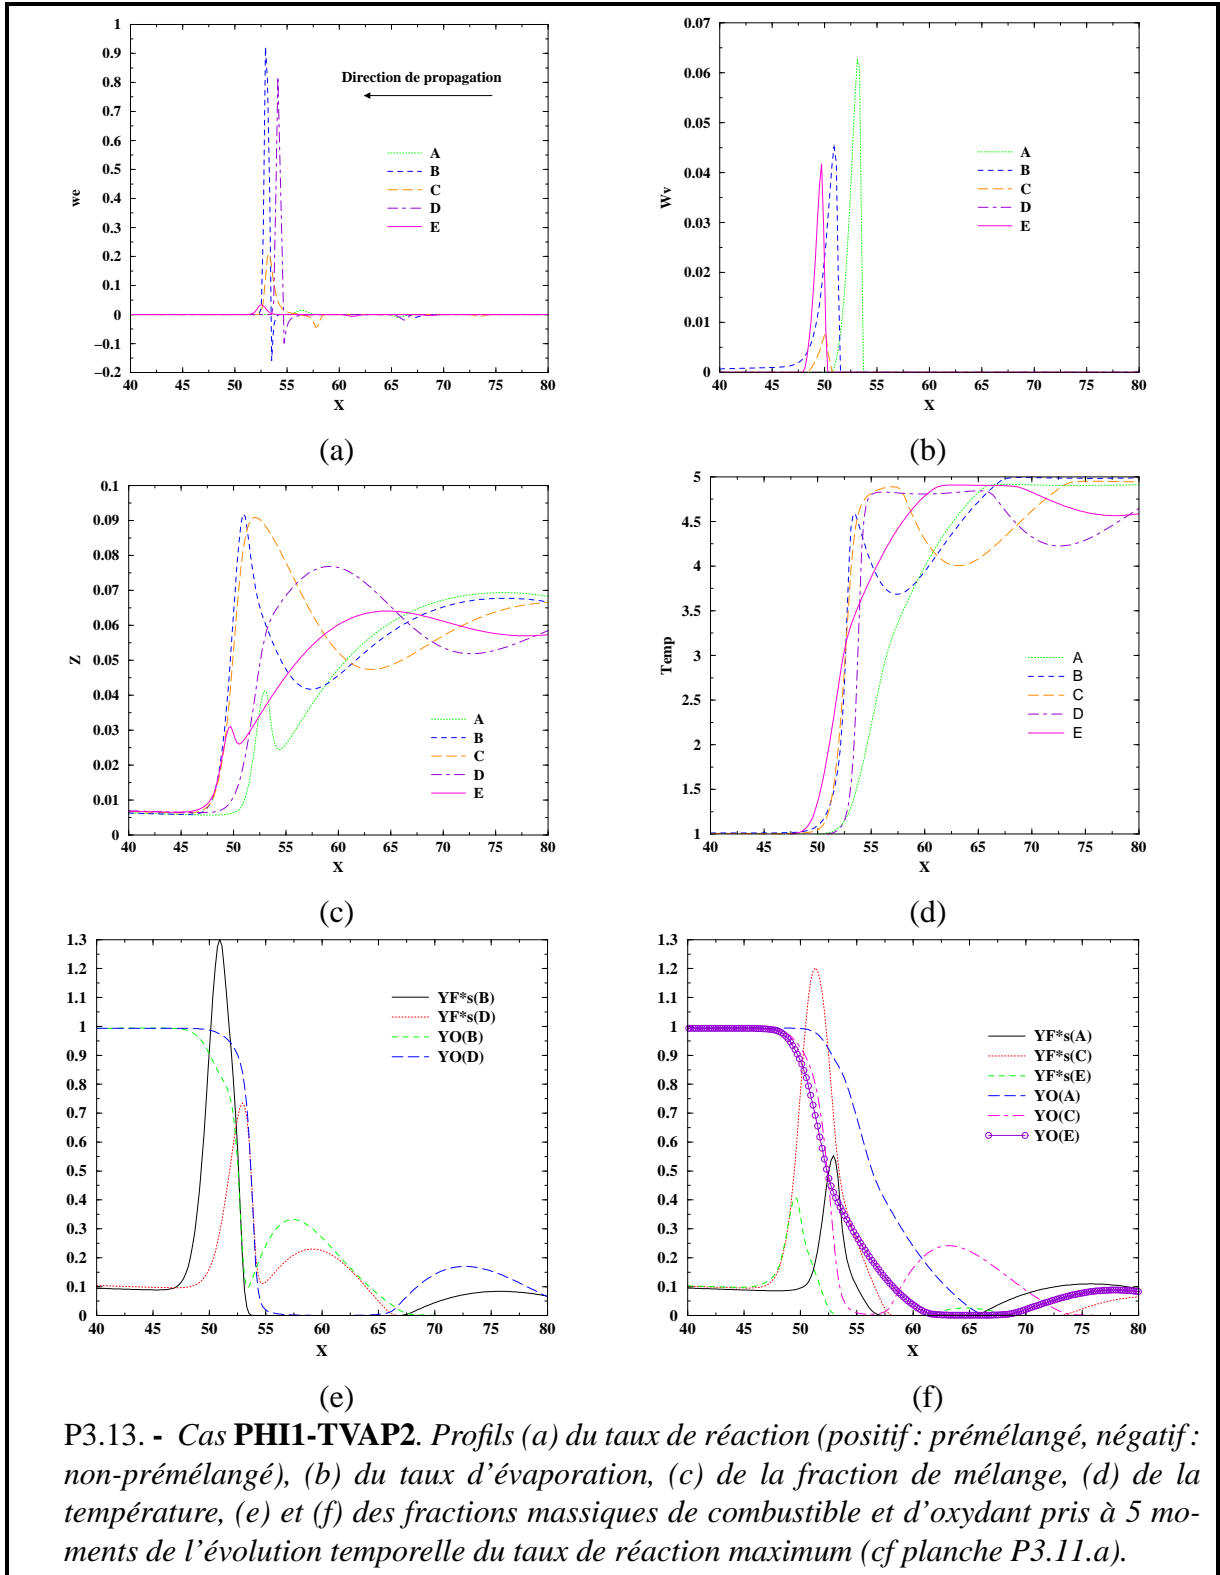 1
0.9
0.8
0.7
0.6
0.5
0.4
0.3
0.2
0.1
0
−0.1
−0.2
we
40 45 50 55 60 65 70 75 80
X
Direction de propagation
A
B
C
D
E
(a)
0.07
0.06
0.05
0.04
0.03
0.02
0.01
0
Wv
40 45 50 55 60 65 70 75 80
X
A
B
C
D
E
(b)
0.1
0.09
0.08
0.07
0.06
0.05
0.04
0.03
0.02
0.01
0
Z
40 45 50 55 60 65 70 75 80
X
A
B
C
D
E
(c)
5
4.5
4
3.5
3
2.5
2
1.5
1
Temp
40 45 50 55 60 65 70 75 80
X
A
B
C
D
E
(d)
1.3
1.2
1.1
1
0.9
0.8
0.7
0.6
0.5
0.4
0.3
0.2
0.1
0
40 45 50 55 60 65 70 75 80
X
YF*s(B)
YF*s(D)
YO(B)
YO(D)
(e)
1.3
1.2
1.1
1
0.9
0.8
0.7
0.6
0.5
0.4
0.3
0.2
0.1
0
40 45 50 55 60 65 70 75 80
X
YF*s(A)
YF*s(C)
YF*s(E)
YO(A)
YO(C)
YO(E)
(f)
P3.13. - Cas PHI1-TVAP2. Profils (a) du taux de réaction (positif : prémélangé, négatif :
non-prémélangé), (b) du taux d'évaporation, (c) de la fraction de mélange, (d) de la
température, (e) et (f) des fractions massiques de combustible et d'oxydant pris à 5 mo-
ments de l'évolution temporelle du taux de réaction maximum (cf planche P3.11.a).